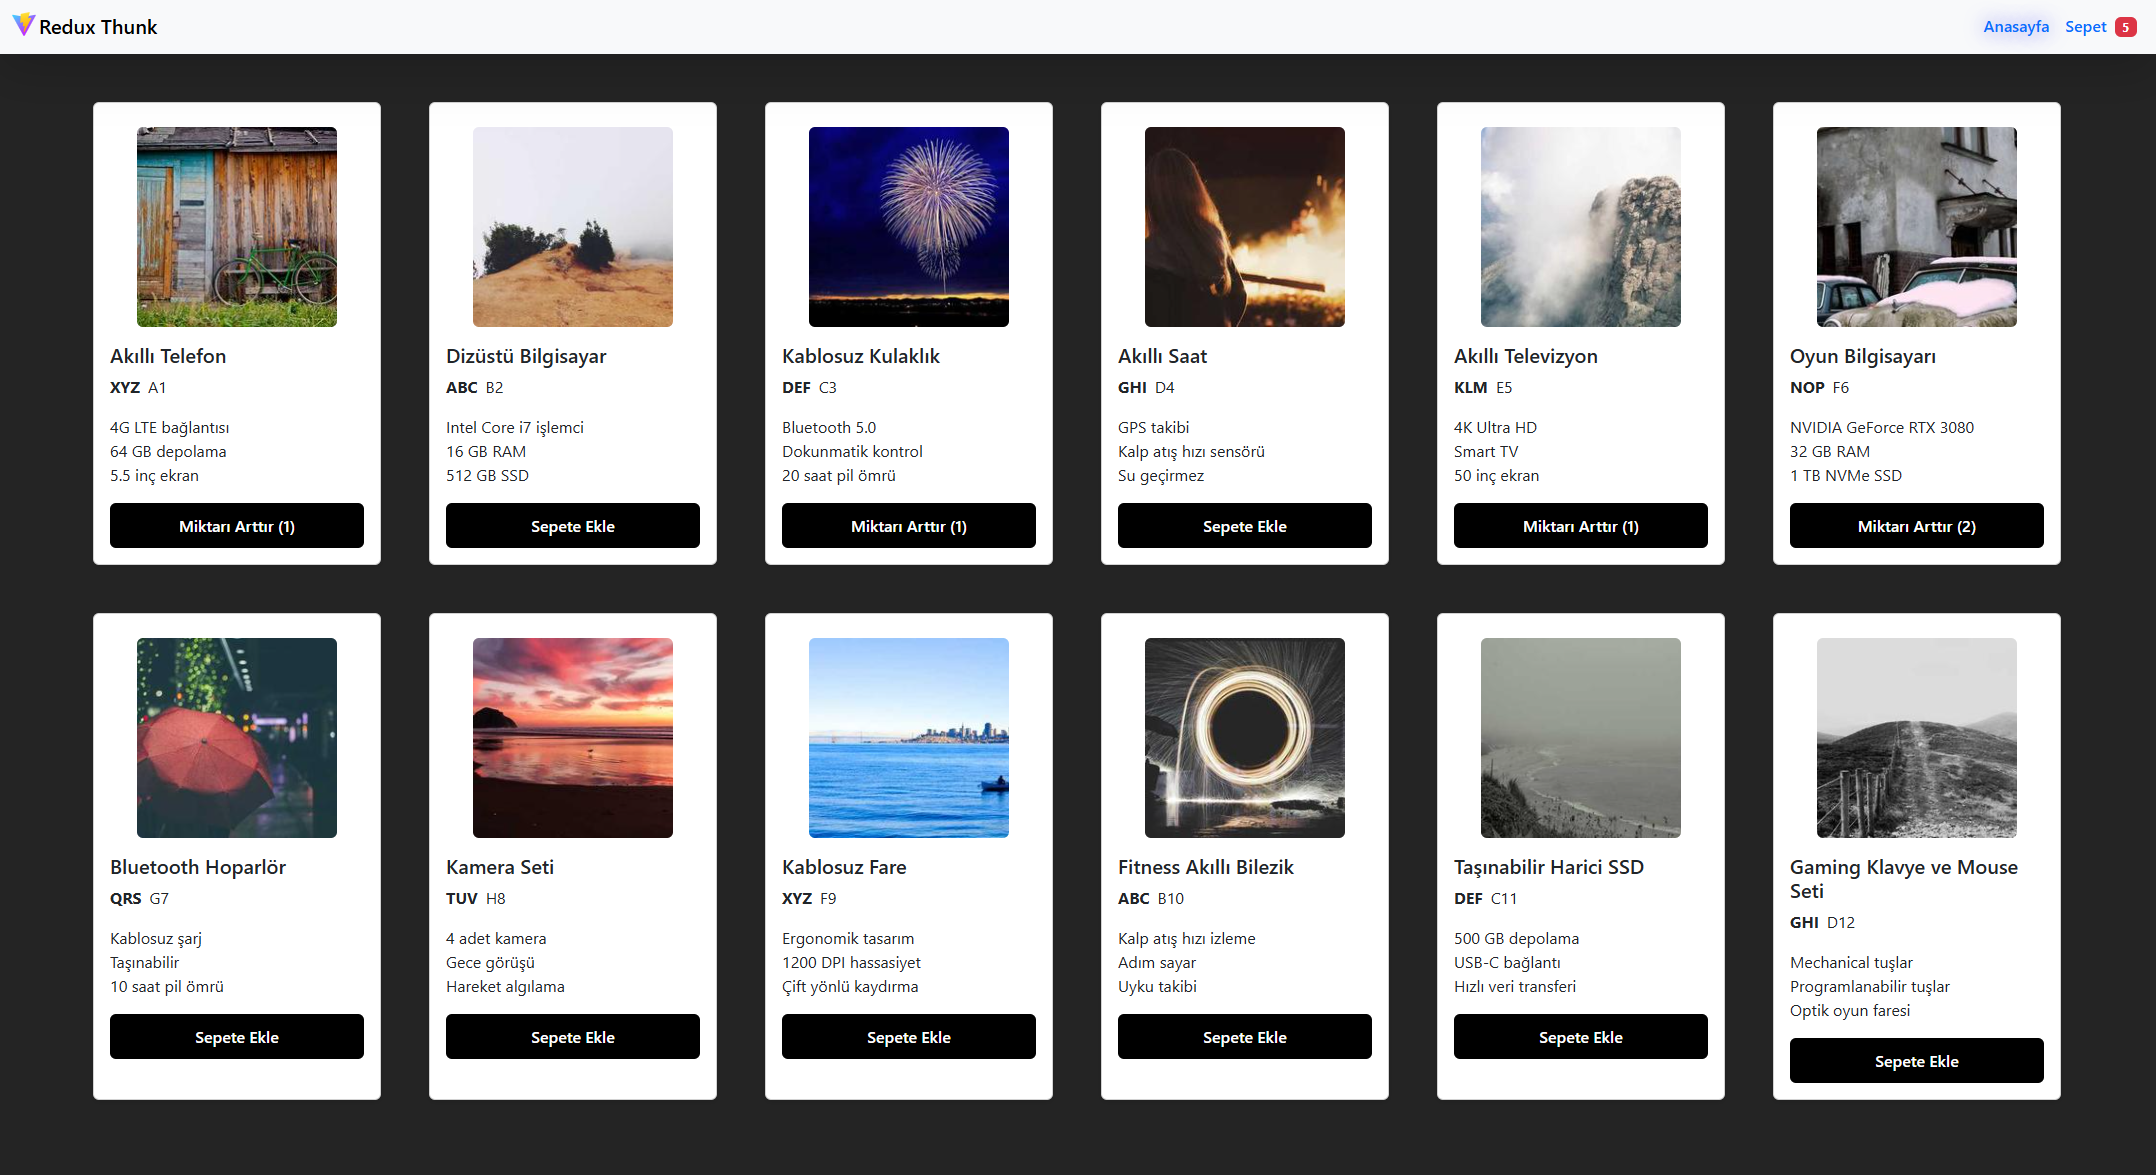 Redux Thunk
Anasayfa
Sepet 5
Akıllı Telefon
XYZ A1
4G LTE bağlantısı
64 GB depolama
5.5 inç ekran
Miktarı Arttır (1)
Dizüstü Bilgisayar
ABC B2
Intel Core i7 işlemci
16 GB RAM
512 GB SSD
Sepete Ekle
Kablosuz Kulaklık
DEF C3
Bluetooth 5.0
Dokunmatik kontrol
20 saat pil ömrü
Miktarı Arttır (1)
Akıllı Saat
GHI D4
GPS takibi
Kalp atış hızı sensörü
Su geçirmez
Sepete Ekle
Akıllı Televizyon
KLM E5
4K Ultra HD
Smart TV
50 inç ekran
Miktarı Arttır (1)
Oyun Bilgisayarı
NOP F6
NVIDIA GeForce RTX 3080
32 GB RAM
1 TB NVMe SSD
Miktarı Arttır (2)
Bluetooth Hoparlör
QRS G7
Kablosuz şarj
Taşınabilir
10 saat pil ömrü
Sepete Ekle
Kamera Seti
TUV H8
4 adet kamera
Gece görüşü
Hareket algılama
Sepete Ekle
Kablosuz Fare
XYZ F9
Ergonomik tasarım
1200 DPI hassasiyet
Çift yönlü kaydırma
Sepete Ekle
Fitness Akıllı Bilezik
ABC B10
Kalp atış hızı izleme
Adım sayar
Uyku takibi
Sepete Ekle
Taşınabilir Harici SSD
DEF C11
500 GB depolama
USB-C bağlantı
Hızlı veri transferi
Sepete Ekle
Gaming Klavye ve Mouse
Seti
GHI D12
Mechanical tuşlar
Programlanabilir tuşlar
Optik oyun faresi
Sepete Ekle